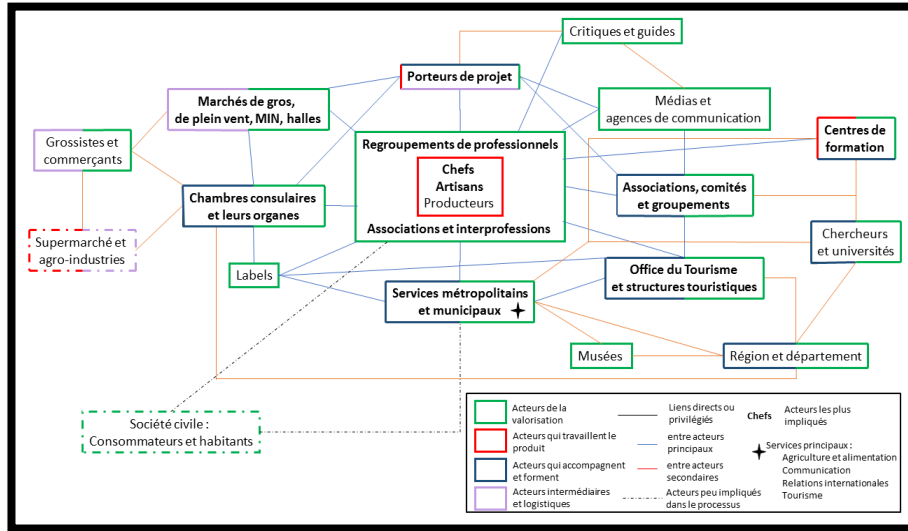 Critiques et guides
Porteurs de projet
Marchés de gros,
de plein vent, MIN, halles
Médias et
agences de communication
Grossistes et
commerçants
Regroupements de professionnels
Chefs
Artisans
Producteurs
Associations et interprofessions
Centres de
formation
Chambres consulaires
et leurs organes
Associations, comités
et groupements
Supermarché et
agro-industries
Chercheurs
et universités
Labels
Office du Tourisme
et structures touristiques
Services métropolitains
et municipaux
Musées
Région et département
Société civile :
Consommateurs et habitants
Acteurs de la
valorisation
Acteurs qui travaillent le
produit
Acteurs qui accompagnent
et forment
Acteurs intermédiaires
et logistiques
Liens directs ou
privilégiés
entre acteurs
principaux
entre acteurs
secondaires
Acteurs peu impliqués
dans le processus
Chefs
Acteurs les plus
impliqués
Services principaux :
Agriculture et alimentation
Communication
Relations internationales
Tourisme